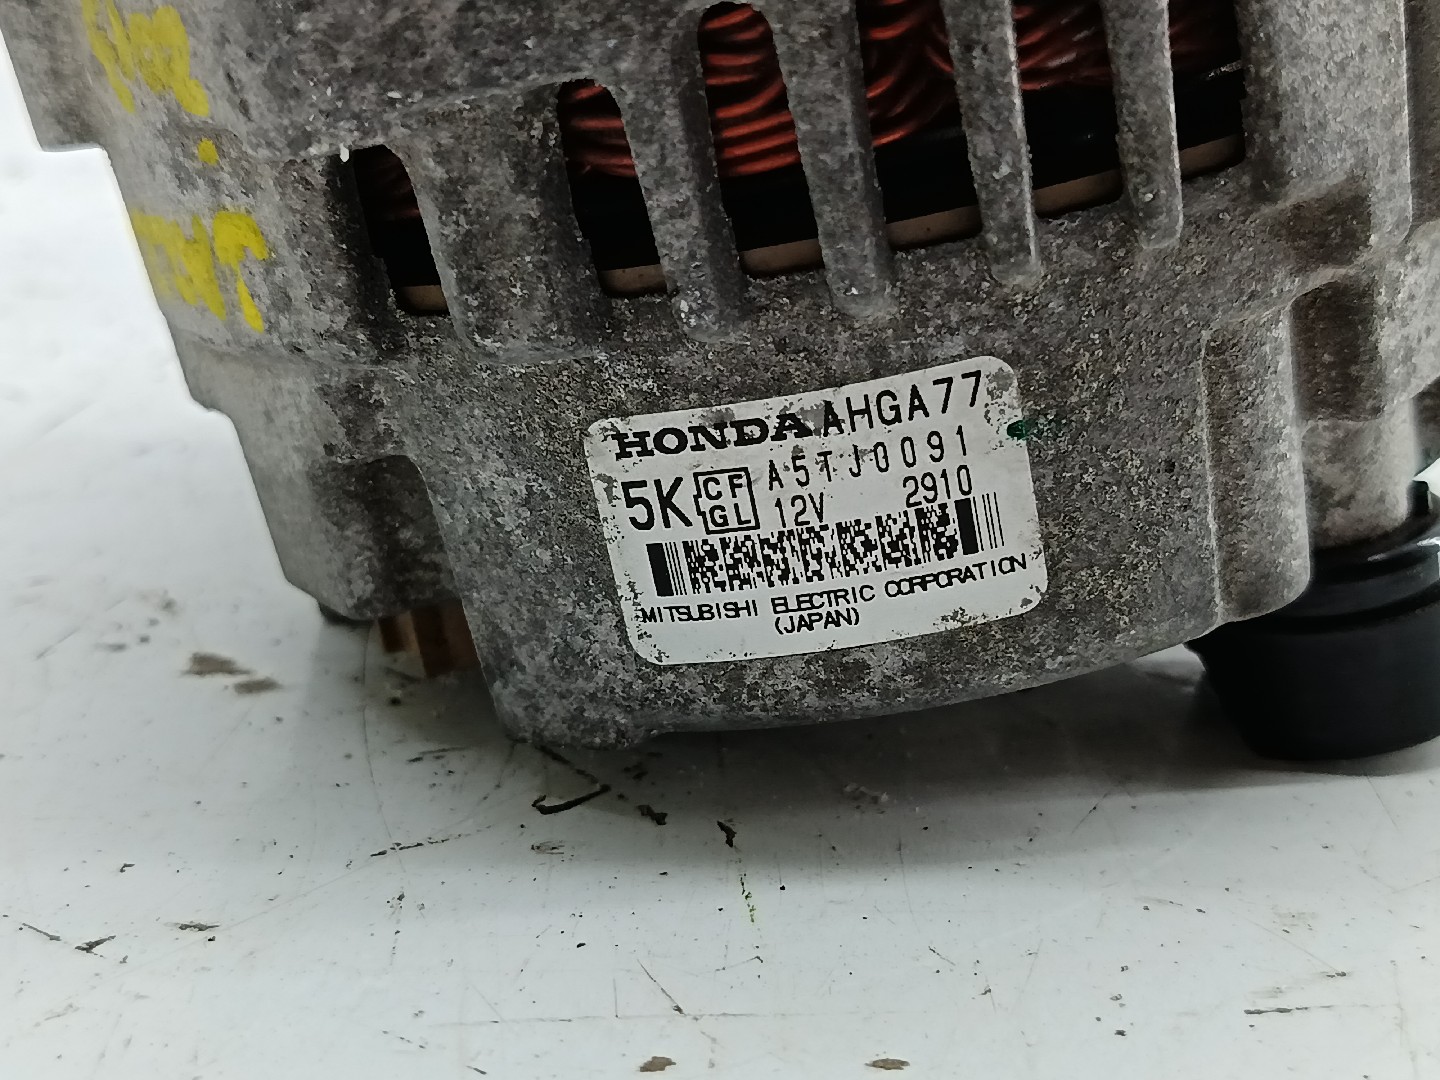 HONDA AHGA77
5K CF GL A5TJ0091
12V 2910
MITSUBISHI ELECTRIC CORPORATION
(JAPAN)